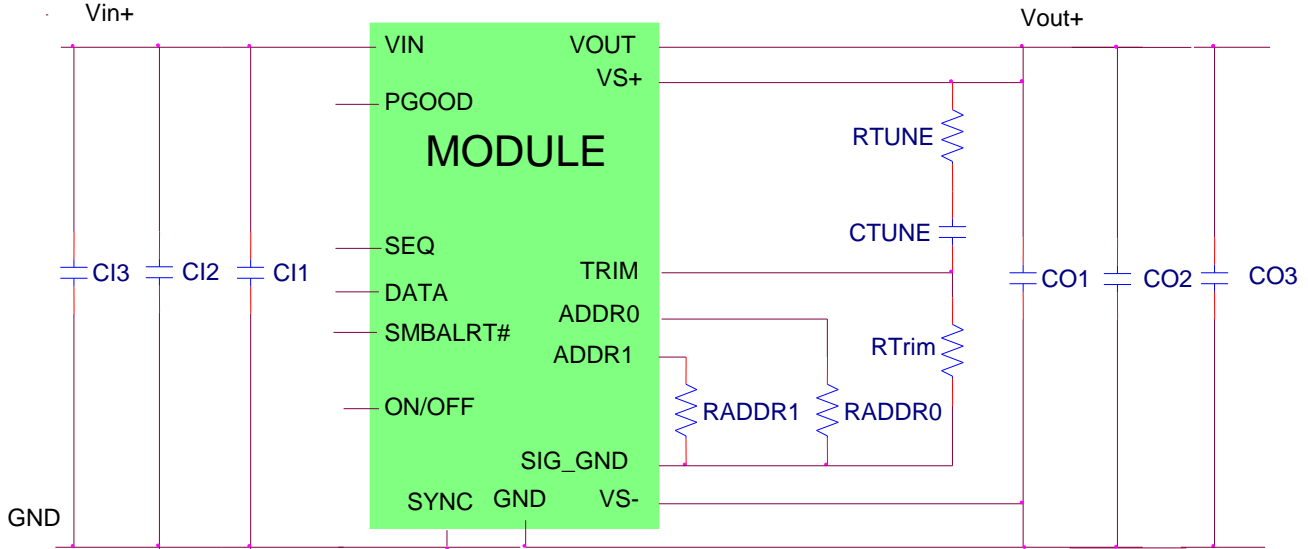 Vin+
Vout+
VIN
VOUT
VS+
PGOOD
MODULE
RTUNE
CTUNE
SEQ
TRIM
CI3
CI2
CI1
CO1
CO2
CO3
DATA
ADDR0
SMBALRT#
ADDR1
RTrim
ON/OFF
RADDR1
RADDR0
SIG_GND
SYNC
GND
VS-
GND